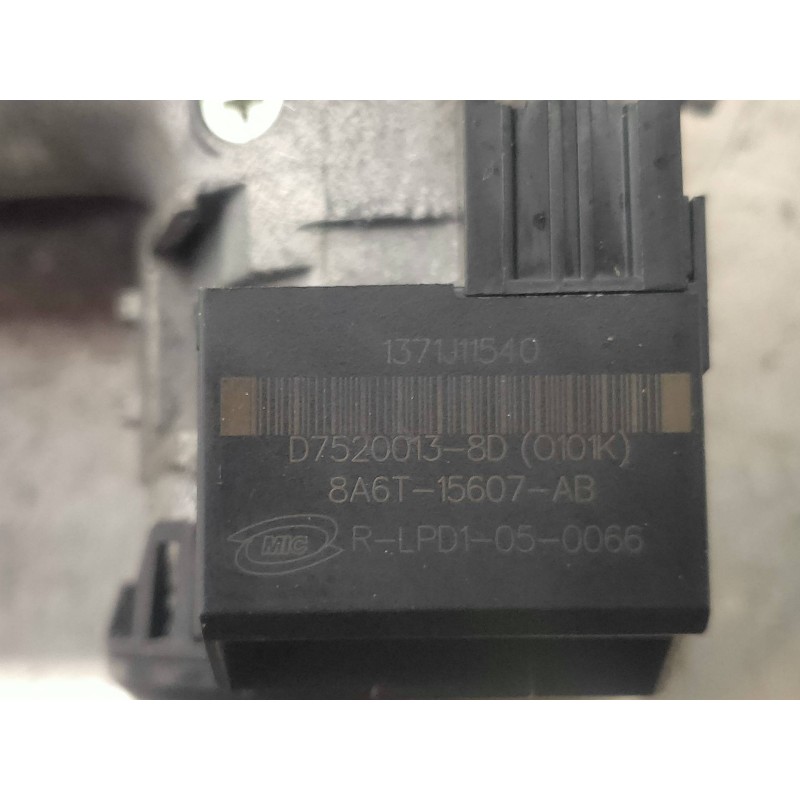 1371J11540
D7520013-8D (0101K)
8A6T-15607-AB
MIC R-LPD1-05-0066